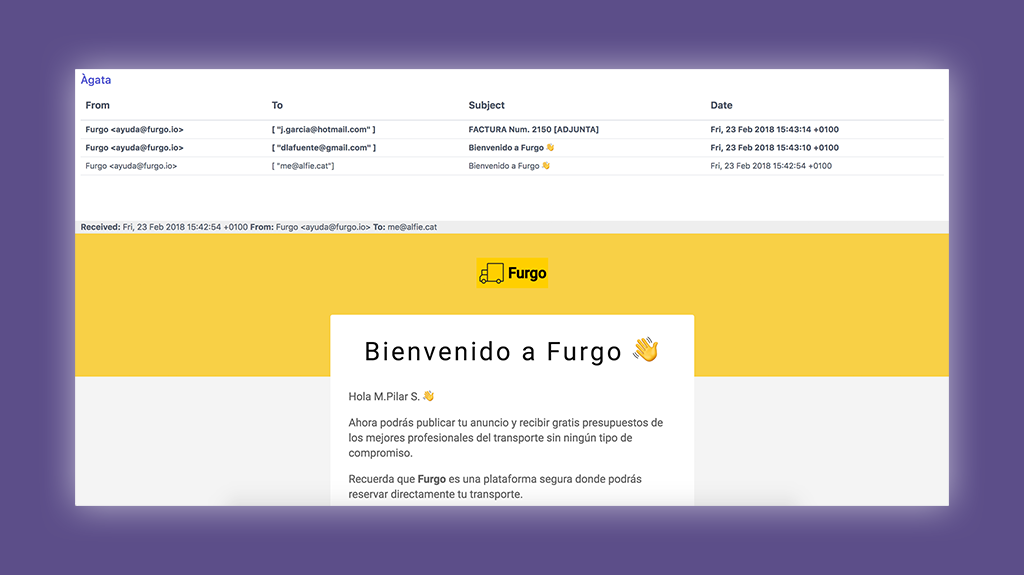 Àgata
From To Subject Date
Furgo <ayuda@furgo.io> [ "j.garcia@hotmail.com" ] FACTURA Num. 2150 [ADJUNTA] Fri, 23 Feb 2018 15:43:14 +0100
Furgo <ayuda@furgo.io> [ "dlafuente@gmail.com" ] Bienvenido a Furgo 👋 Fri, 23 Feb 2018 15:43:10 +0100
Furgo <ayuda@furgo.io> [ "me@alfie.cat"] Bienvenido a Furgo 👋 Fri, 23 Feb 2018 15:42:54 +0100
Received: Fri, 23 Feb 2018 15:42:54 +0100 From: Furgo <ayuda@furgo.io> To: me@alfie.cat
Furgo
Bienvenido a Furgo 👋
Hola M.Pilar S. 👋
Ahora podrás publicar tu anuncio y recibir gratis presupuestos de
los mejores profesionales del transporte sin ningún tipo de
compromiso.
Recuerda que Furgo es una plataforma segura donde podrás
reservar directamente tu transporte.